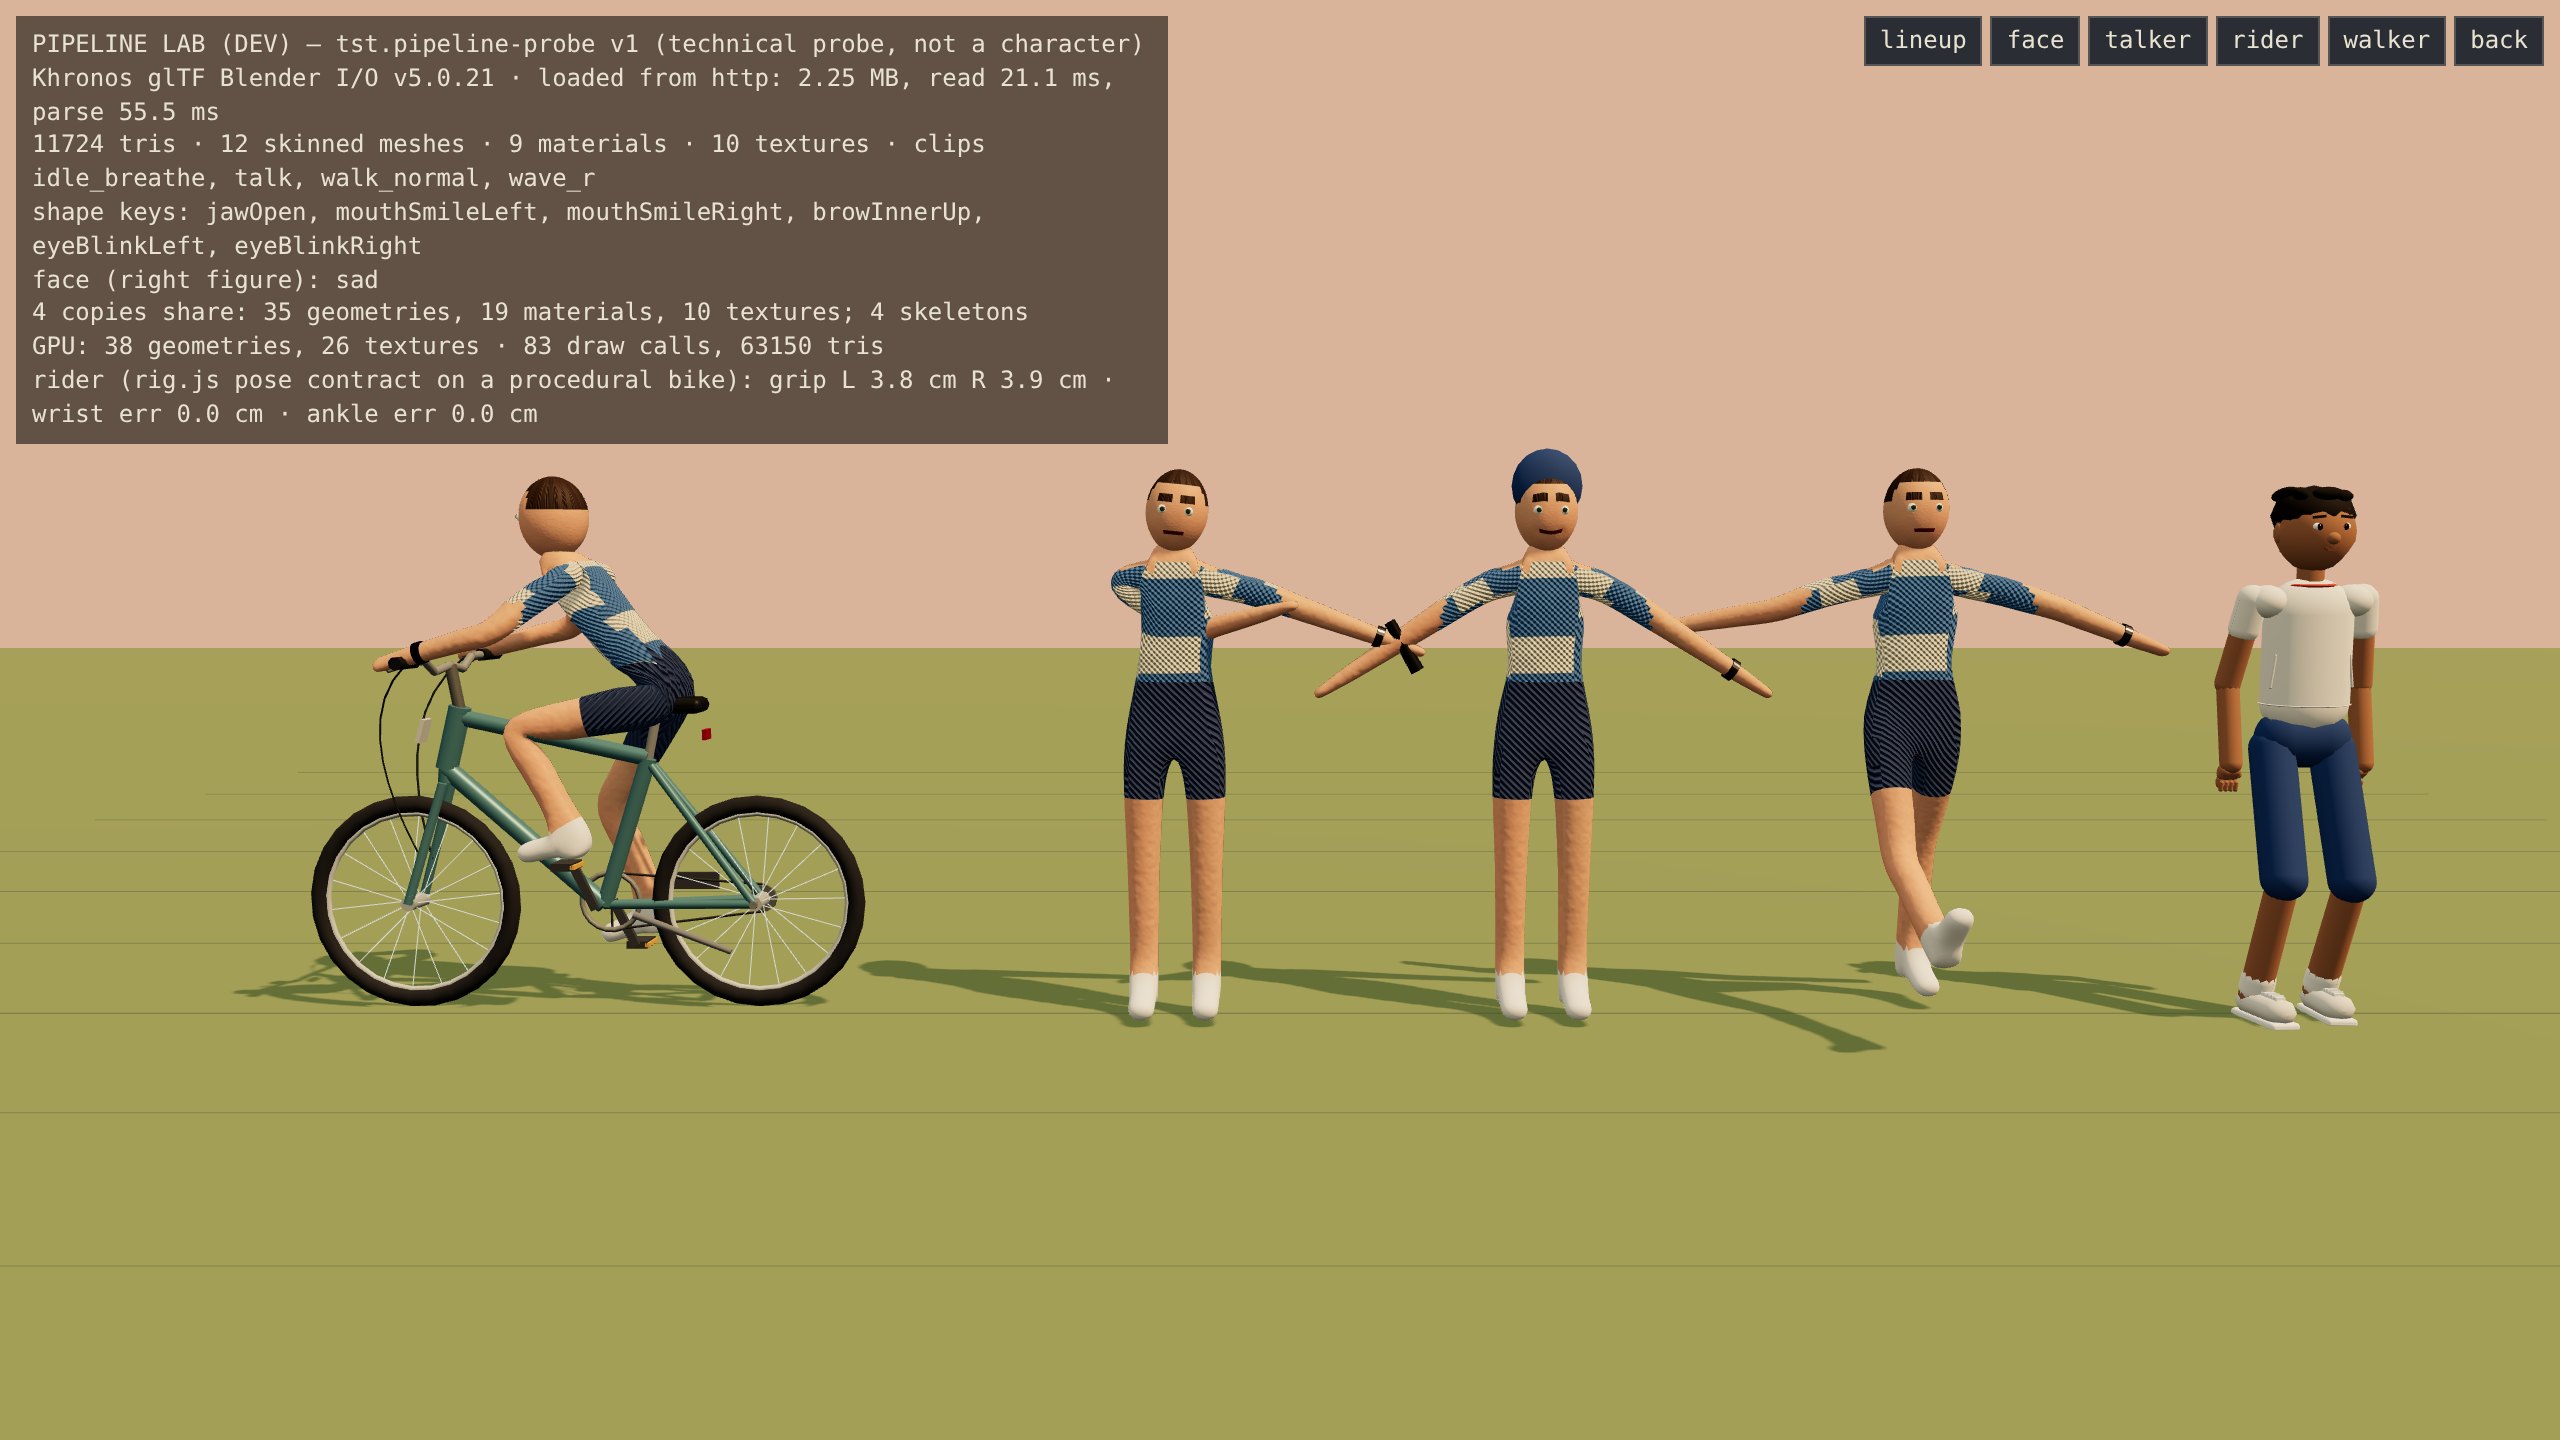 PIPELINE LAB (DEV) — tst.pipeline-probe v1 (technical probe, not a character)
Khronos glTF Blender I/O v5.0.21 · loaded from http: 2.25 MB, read 21.1 ms,
parse 55.5 ms
11724 tris · 12 skinned meshes · 9 materials · 10 textures · clips
idle_breathe, talk, walk_normal, wave_r
shape keys: jawOpen, mouthSmileLeft, mouthSmileRight, browInnerUp,
eyeBlinkLeft, eyeBlinkRight
face (right figure): sad
4 copies share: 35 geometries, 19 materials, 10 textures; 4 skeletons
GPU: 38 geometries, 26 textures · 83 draw calls, 63150 tris
rider (rig.js pose contract on a procedural bike): grip L 3.8 cm R 3.9 cm ·
wrist err 0.0 cm · ankle err 0.0 cm
lineup face talker rider walker back